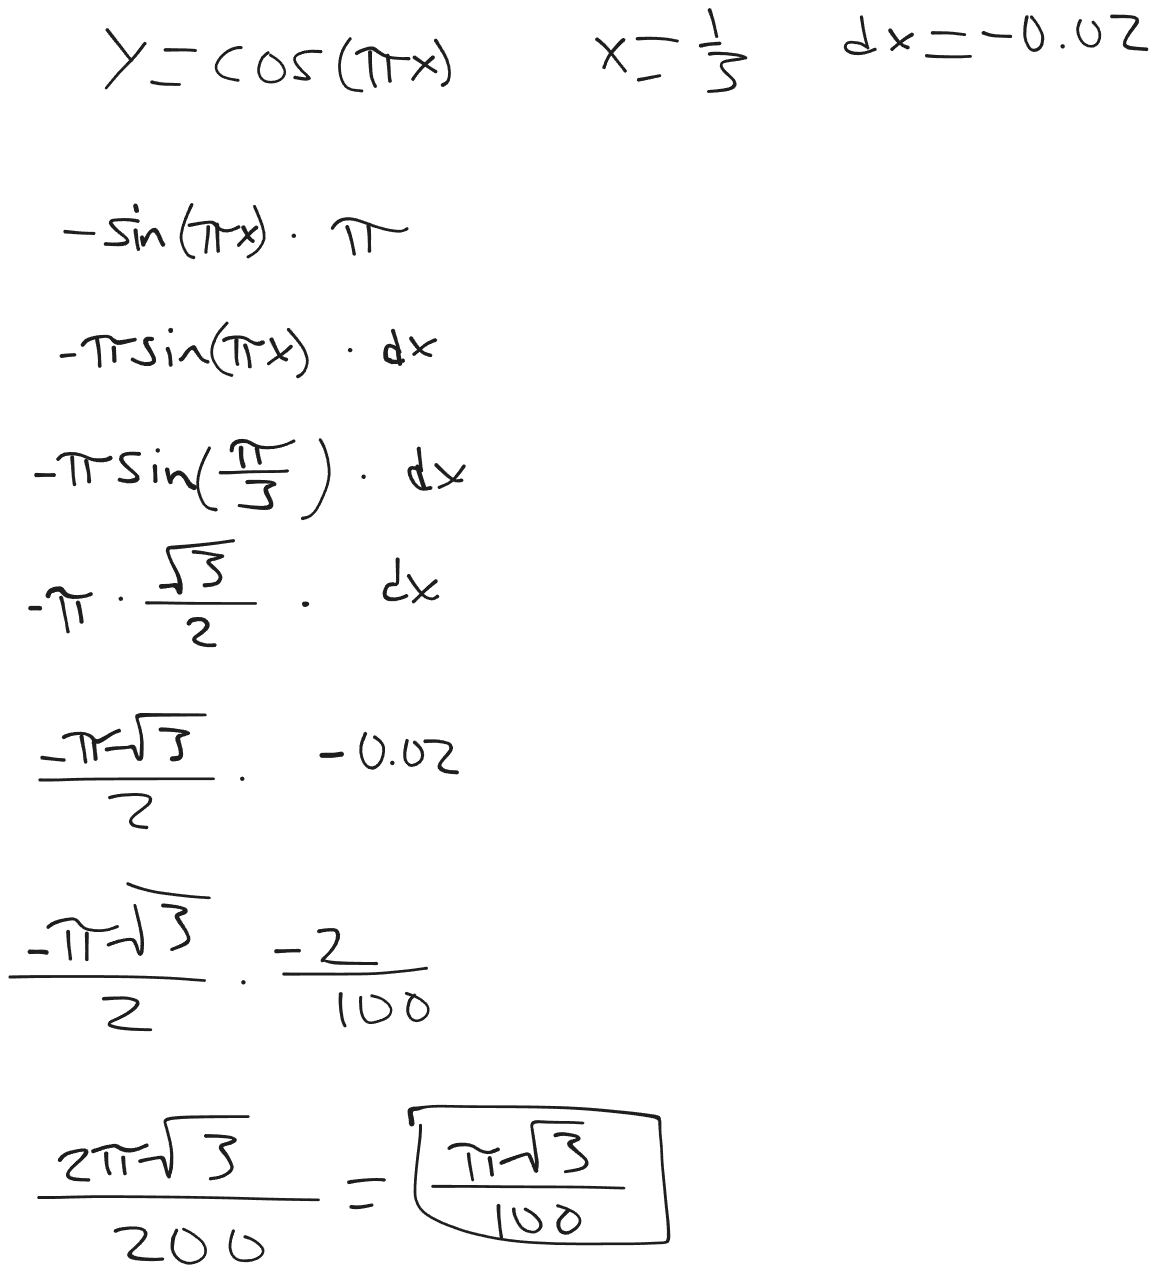 y = cos(πx) x = 1/3 dx = -0.02
-sin(πx) · π
-πsin(πx) · dx
-πsin(π/3) · dx
-π · √3/2 · dx
-π√3/2 · -0.02
-π√3/2 · -2/100
2π√3/200 = π√3/100